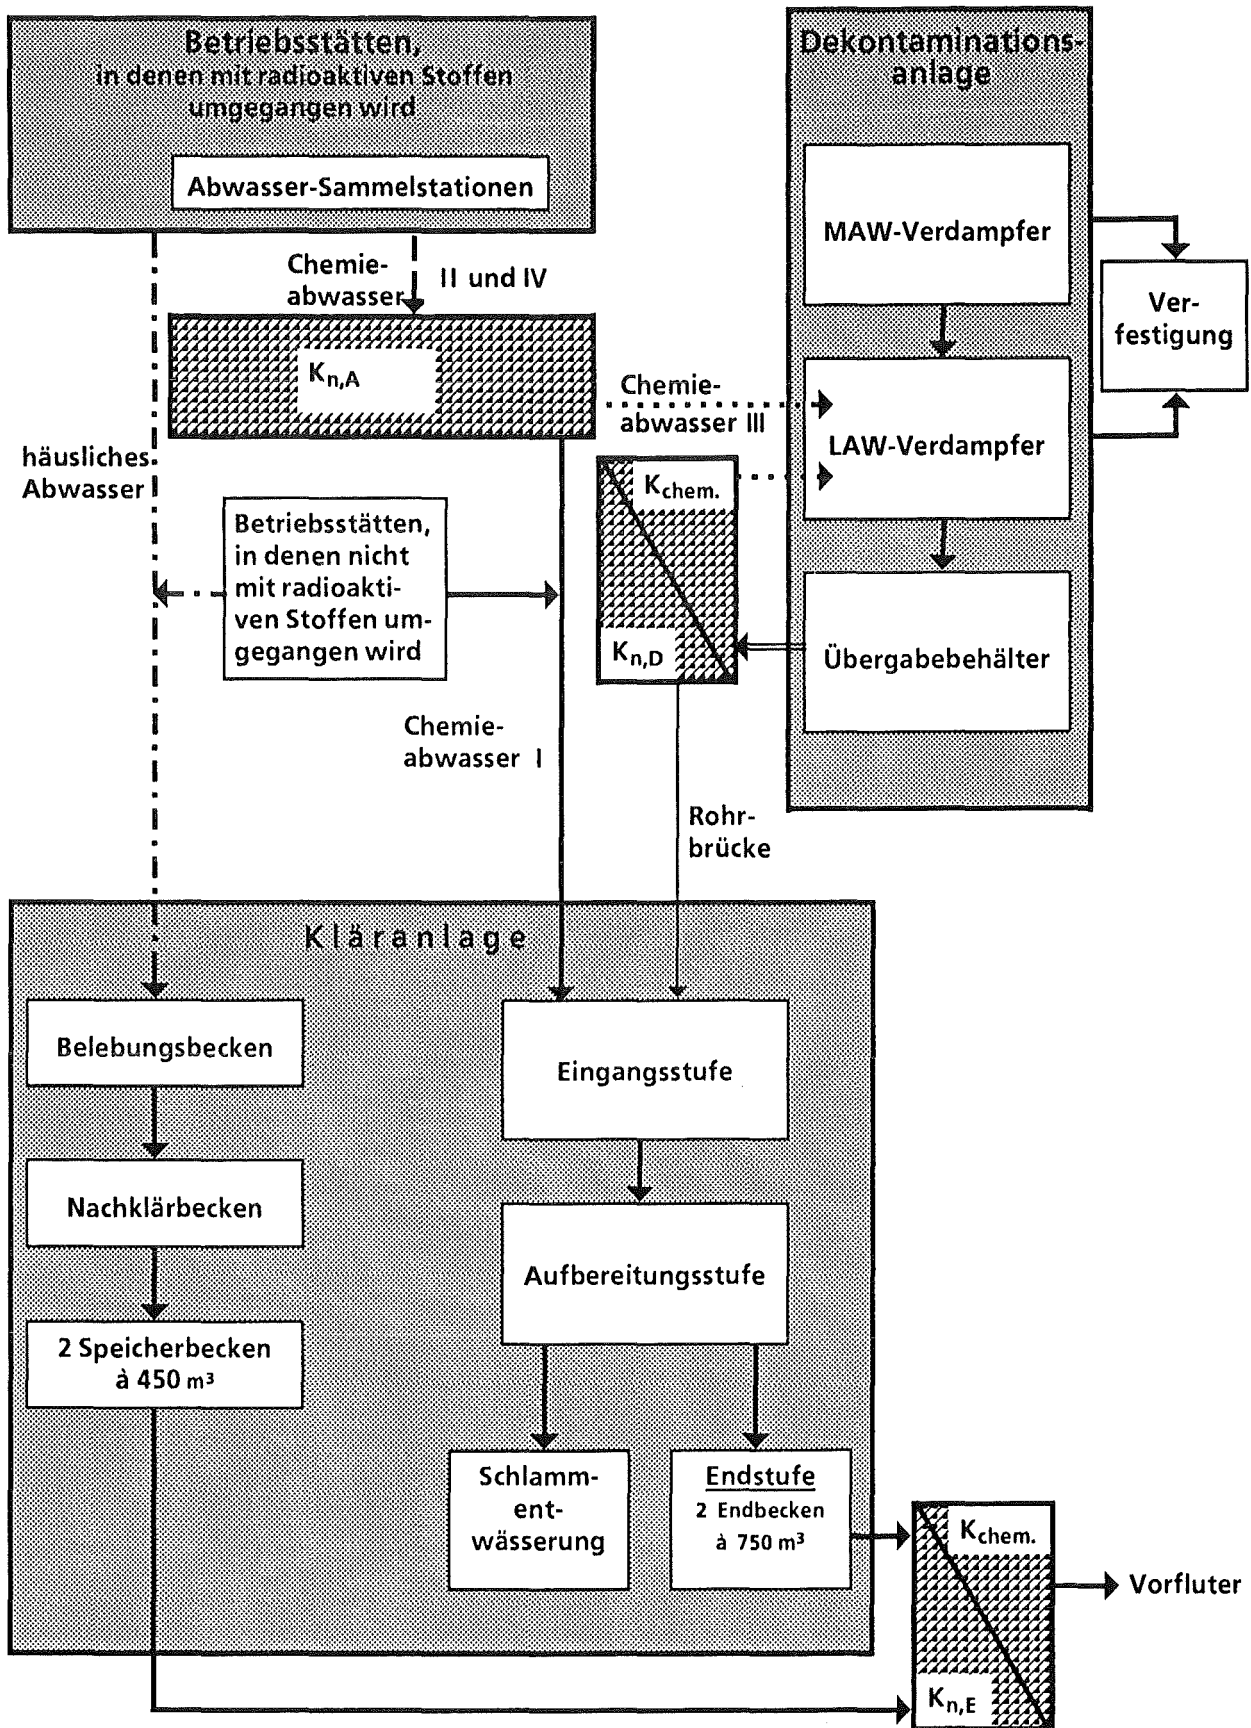 Betriebsstätten,
in denen mit radioaktiven Stoffen
umgegangen wird
Abwasser-Sammelstationen
Dekontaminations-
anlage
MAW-Verdampfer
Ver-
festigung
LAW-Verdampfer
Übergabebehälter
Chemie-
abwasser
II und IV
Kn,A
Chemie-
abwasser III
häusliches
Abwasser
Kchem.
Kn,D
Betriebsstätten,
in denen nicht
mit radioakti-
ven Stoffen um-
gegangen wird
Chemie-
abwasser I
Rohr-
brücke
Kläranlage
Belebungsbecken
Nachklärbecken
2 Speicherbecken
à 450 m³
Eingangsstufe
Aufbereitungsstufe
Schlamm-
ent-
wässerung
Endstufe
2 Endbecken
à 750 m³
Kchem.
Kn,E
Vorfluter